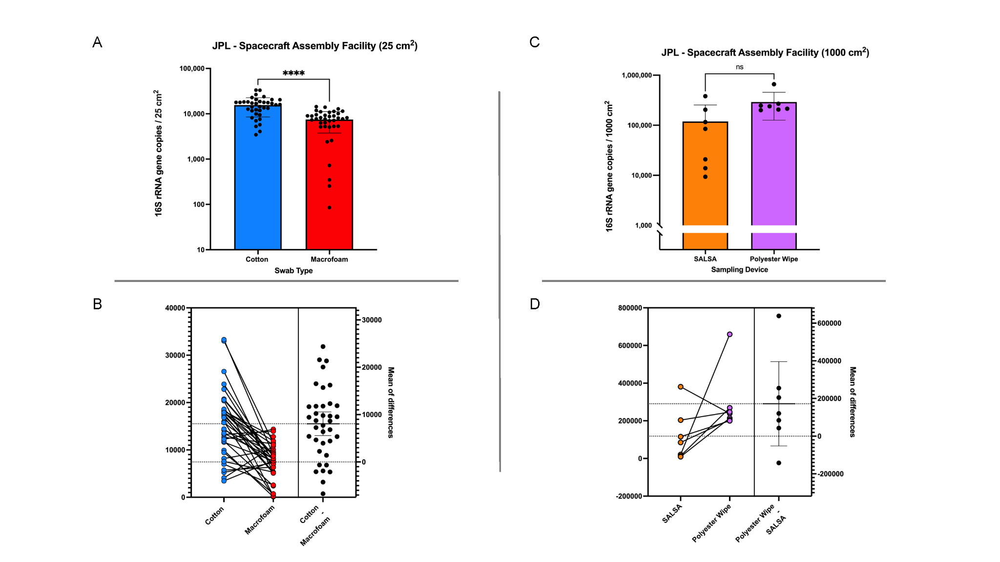 A
JPL - Spacecraft Assembly Facility (25 cm²)
100,000
10,000
1,000
100
10
16S rRNA gene copies / 25 cm²
****
Cotton
Macrofoam
Swab Type
B
40000
30000
20000
10000
0
30000
20000
10000
0
Mean of differences
Cotton
Macrofoam
Cotton
-
Macrofoam
C
JPL - Spacecraft Assembly Facility (1000 cm²)
ns
1,000,000
100,000
10,000
1,000
16S rRNA gene copies / 1000 cm²
SALSA
Polyester Wipe
Sampling Device
D
800000
600000
400000
200000
0
-200000
600000
400000
200000
0
-200000
Mean of differences
SALSA
Polyester Wipe
Polyester Wipe
-
SALSA